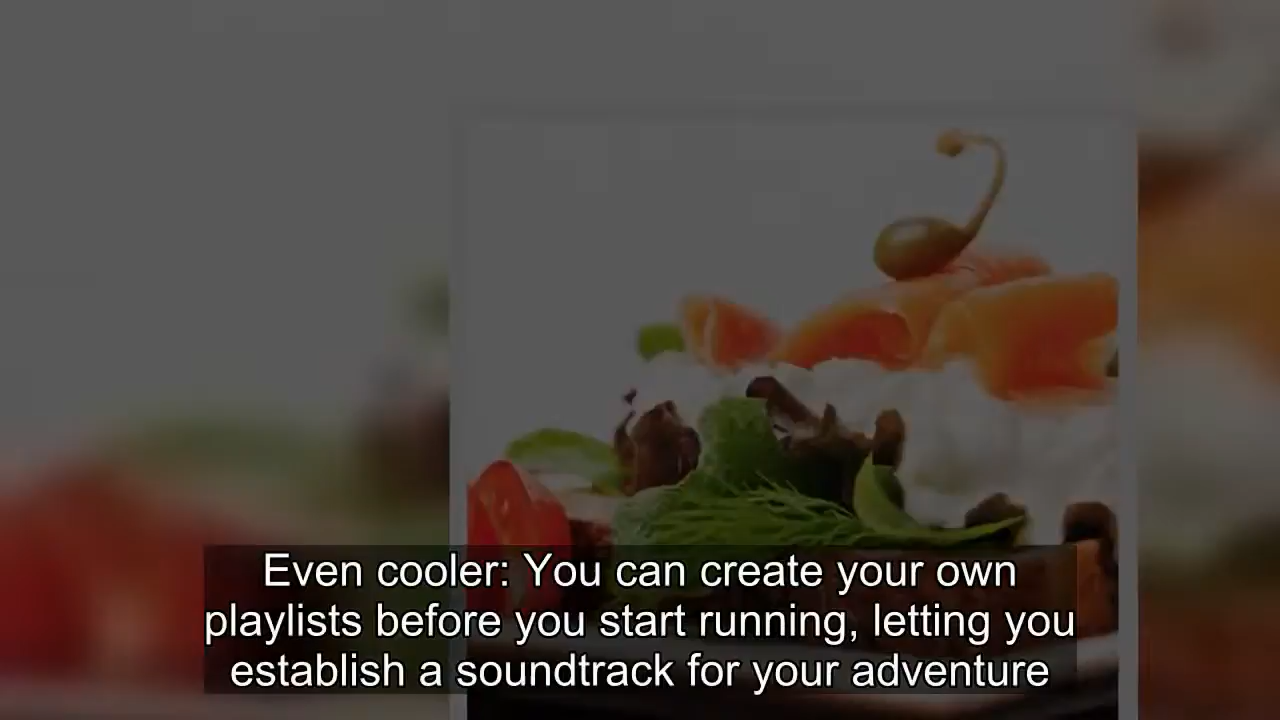 Even cooler: You can create your own
playlists before you start running, letting you
establish a soundtrack for your adventure